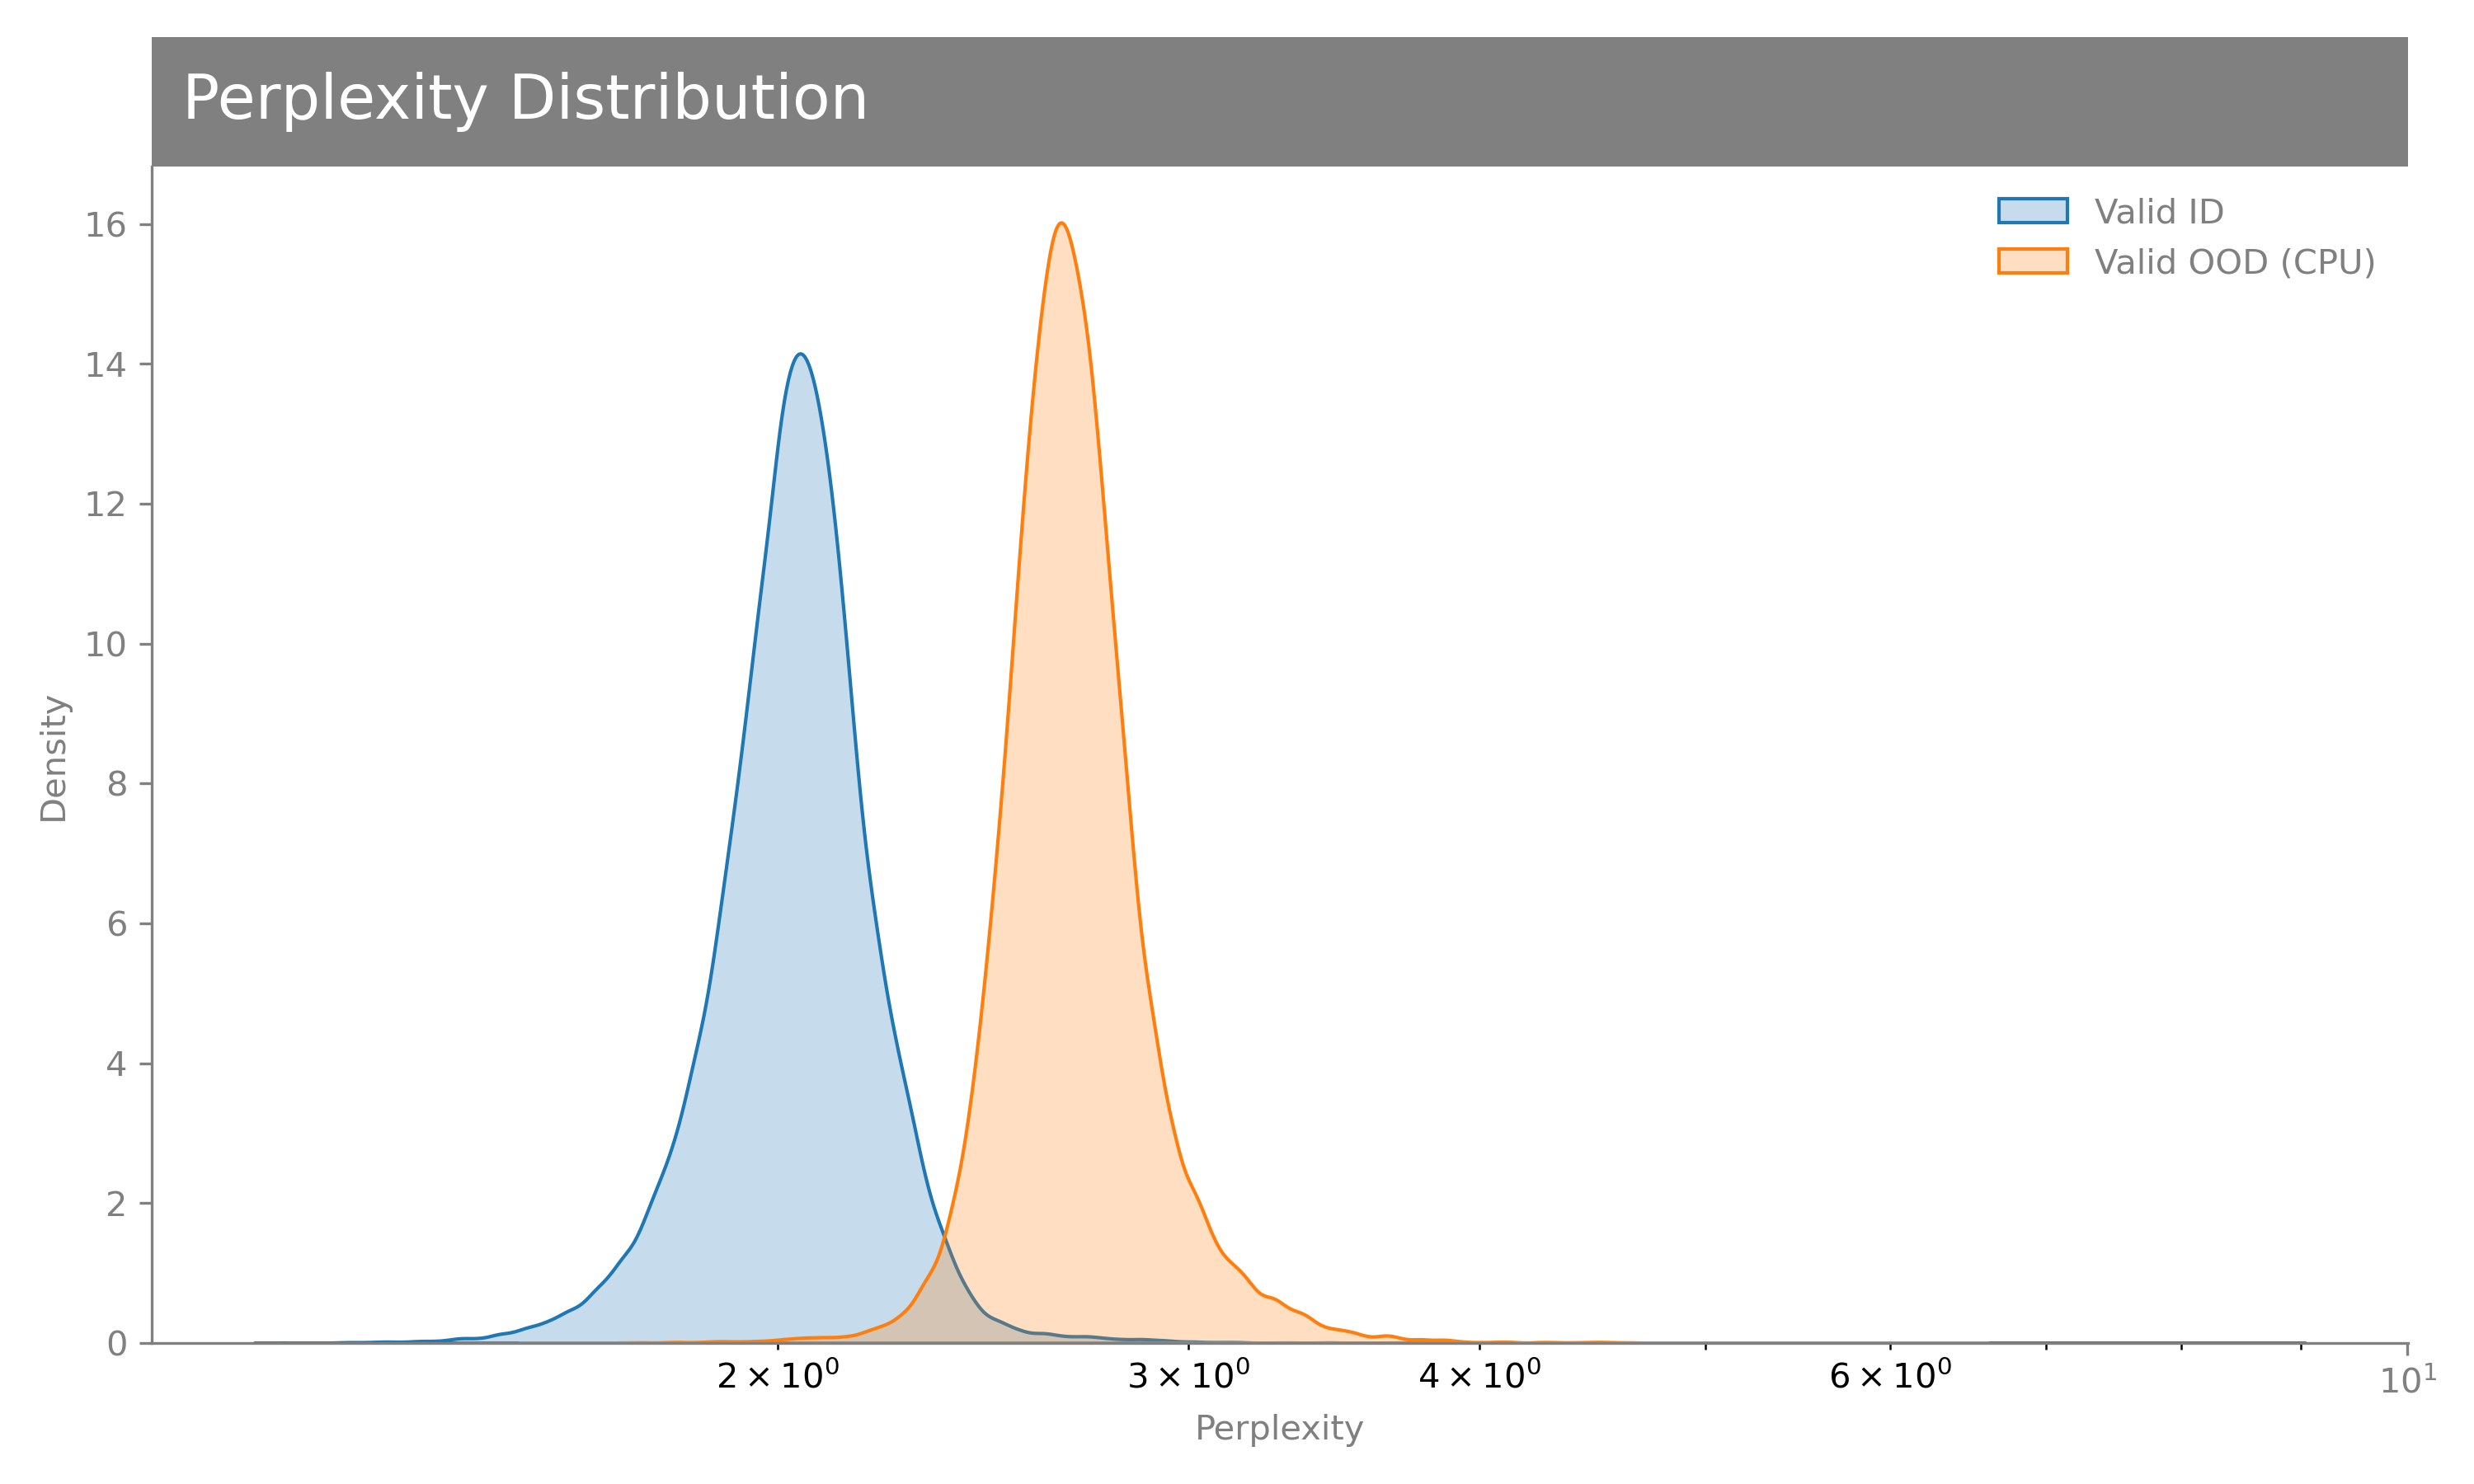 Perplexity Distribution
Valid ID
Valid OOD (CPU)
16
14
12
10
8
6
4
2
0
Density
2 × 10⁰
3 × 10⁰
4 × 10⁰
6 × 10⁰
10¹
Perplexity